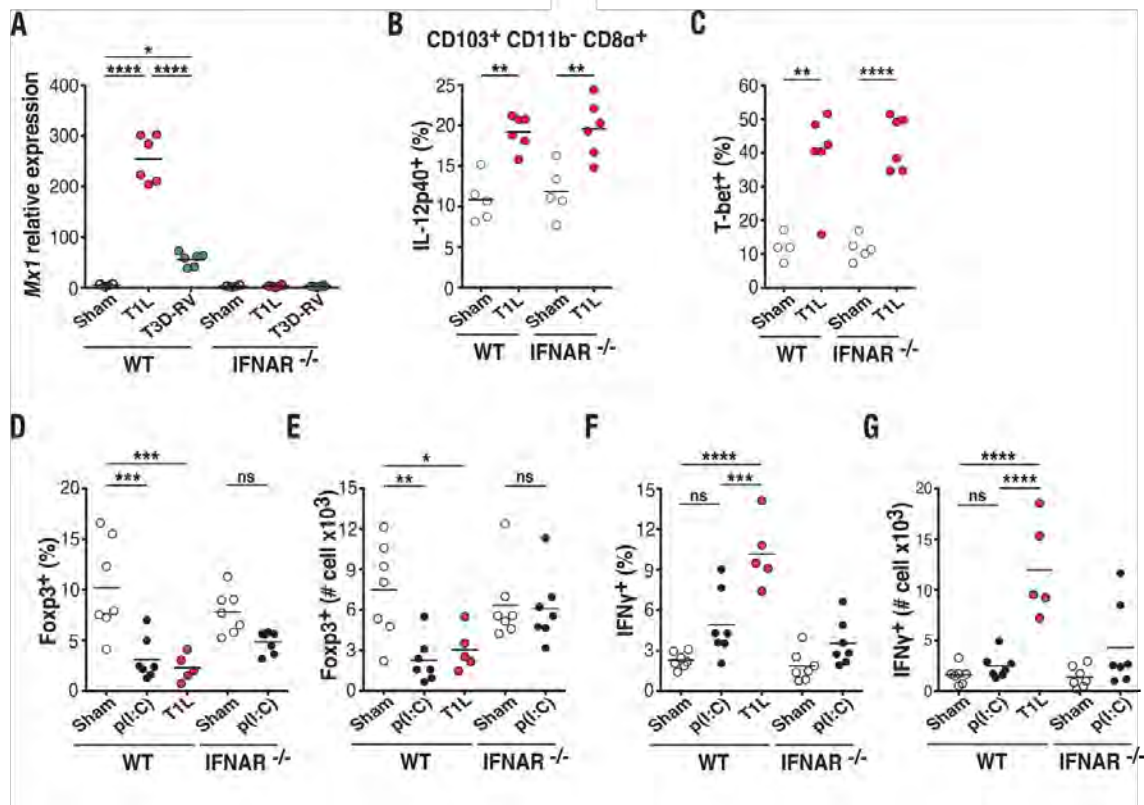 A
*
**** ****
400
300
200
100
0
Mx1 relative expression
Sham T1L T3D-RV Sham T1L T3D-RV
WT IFNAR -/-
B
CD103+ CD11b- CD8α+
** **
25
20
15
10
5
0
IL-12p40+ (%)
Sham T1L Sham T1L
WT IFNAR -/-
C
** ****
60
50
40
30
20
10
0
T-bet+ (%)
Sham T1L Sham T1L
WT IFNAR -/-
D
***
*** ns
20
15
10
5
0
Foxp3+ (%)
Sham p(I:C) T1L Sham p(I:C)
WT IFNAR -/-
E
*
** ns
15
12
9
6
3
0
Foxp3+ (# cell x10³)
Sham p(I:C) T1L Sham p(I:C)
WT IFNAR -/-
F
****
ns ***
15
12
9
6
3
0
IFNγ+ (%)
Sham p(I:C) T1L Sham p(I:C)
WT IFNAR -/-
G
****
ns ****
20
15
10
5
0
IFNγ+ (# cell x10³)
Sham p(I:C) T1L Sham p(I:C)
WT IFNAR -/-